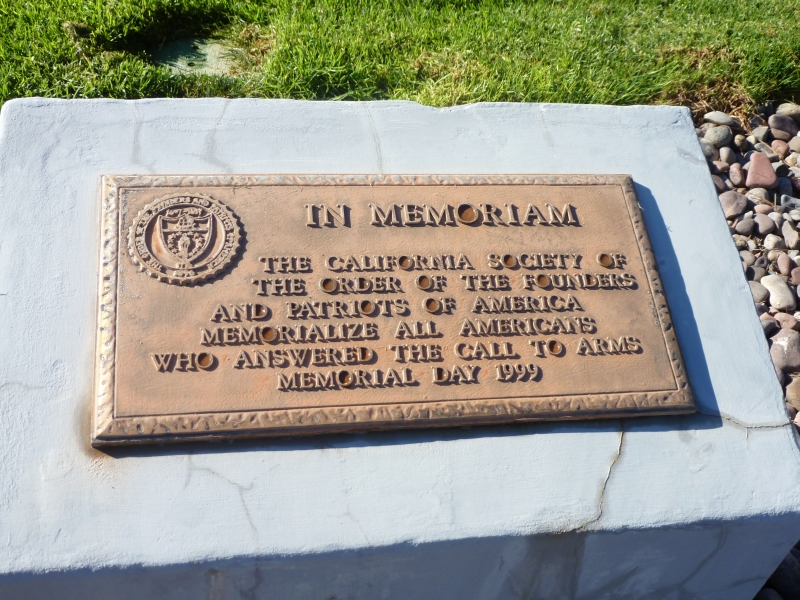 IN MEMORIAM
THE CALIFORNIA SOCIETY OF
THE ORDER OF THE FOUNDERS
AND PATRIOTS OF AMERICA
MEMORIALIZE ALL AMERICANS
WHO ANSWERED THE CALL TO ARMS
MEMORIAL DAY 1999